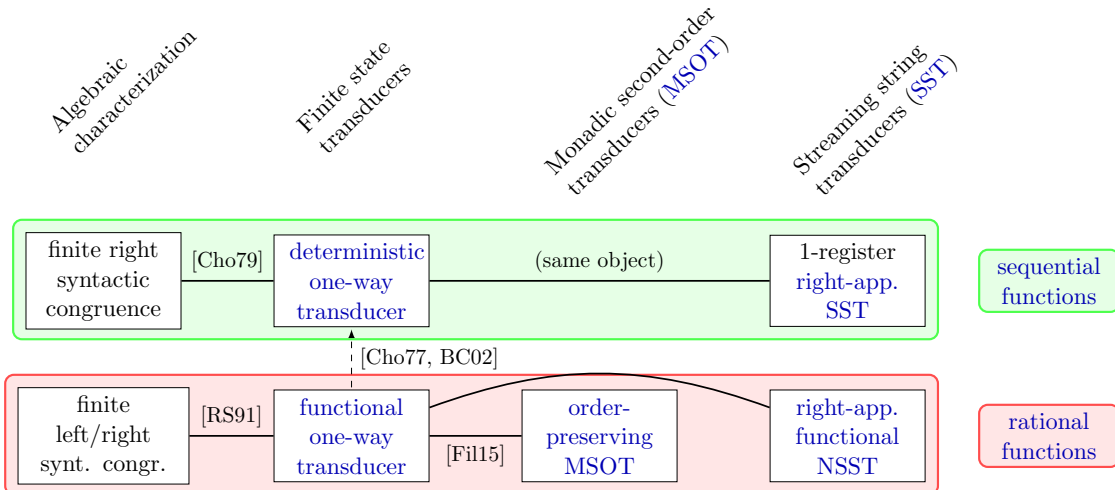 Algebraic
characterization
Finite state
transducers
Monadic second-order
transducers (MSOT)
Streaming string
transducers (SST)
finite right
syntactic
congruence
[Cho79]
deterministic
one-way
transducer
(same object)
1-register
right-app.
SST
sequential
functions
[Cho77, BC02]
finite
left/right
synt. congr.
[RS91]
functional
one-way
transducer
[Fil15]
order-
preserving
MSOT
right-app.
functional
NSST
rational
functions